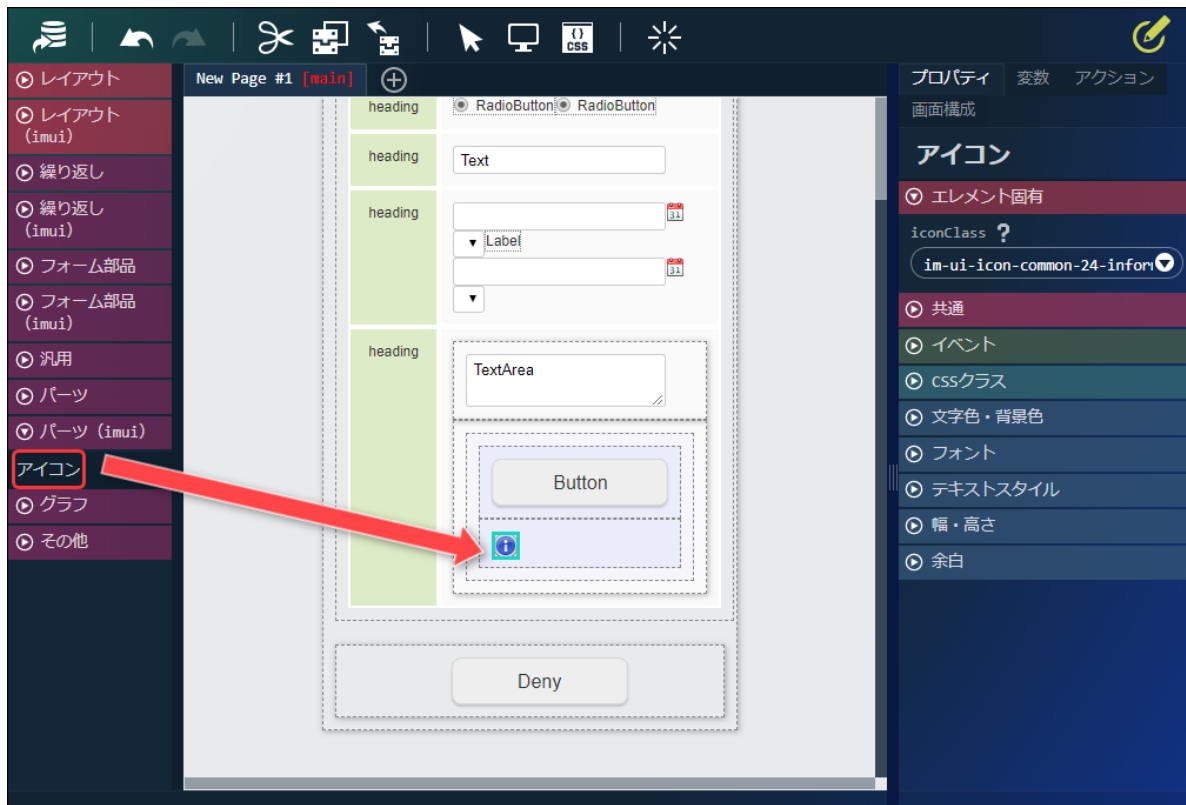 {} CSS
レイアウト
レイアウト
(imui)
繰り返し
繰り返し
(imui)
フォーム部品
フォーム部品
(imui)
汎用
パーツ
パーツ (imui)
アイコン
グラフ
その他
New Page #1 [main]
heading
RadioButton RadioButton
heading
Text
heading
31
▼ Label
31
▼
heading
TextArea
Button
Deny
プロパティ 変数 アクション
画面構成
アイコン
エレメント固有
iconClass ?
im-ui-icon-common-24-infor
共通
イベント
cssクラス
文字色・背景色
フォント
テキストスタイル
幅・高さ
余白